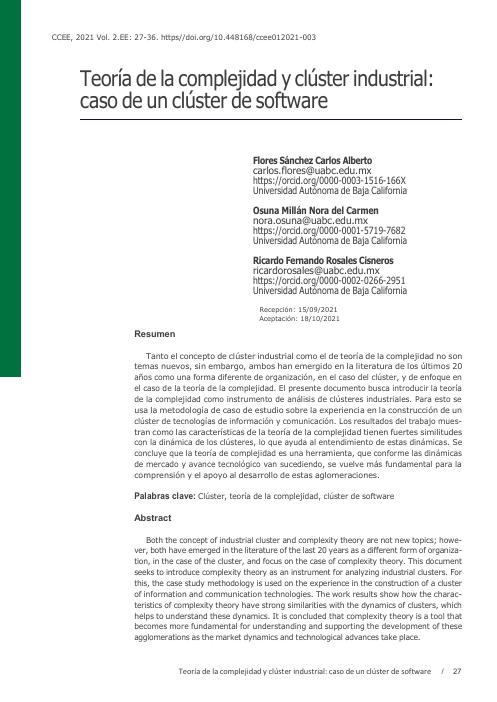 CCEE, 2021 Vol. 2.EE: 27-36. https//doi.org/10.448168/ccee012021-003
Teoría de la complejidad y clúster industrial:
caso de un clúster de software
Flores Sánchez Carlos Alberto
carlos.flores@uabc.edu.mx
https://orcid.org/0000-0003-1516-166X
Universidad Autónoma de Baja California
Osuna Millán Nora del Carmen
nora.osuna@uabc.edu.mx
https://orcid.org/0000-0001-5719-7682
Universidad Autónoma de Baja California
Ricardo Fernando Rosales Cisneros
ricardorosales@uabc.edu.mx
https://orcid.org/0000-0002-0266-2951
Universidad Autónoma de Baja California
Recepción: 15/09/2021
Aceptación: 18/10/2021
Resumen
Tanto el concepto de clúster industrial como el de teoría de la complejidad no son
temas nuevos, sin embargo, ambos han emergido en la literatura de los últimos 20
años como una forma diferente de organización, en el caso del clúster, y de enfoque en
el caso de la teoría de la complejidad. El presente documento busca introducir la teoría
de la complejidad como instrumento de análisis de clústeres industriales. Para esto se
usa la metodología de caso de estudio sobre la experiencia en la construcción de un
clúster de tecnologías de información y comunicación. Los resultados del trabajo mues-
tran como las características de la teoría de la complejidad tienen fuertes similitudes
con la dinámica de los clústeres, lo que ayuda al entendimiento de estas dinámicas. Se
concluye que la teoría de complejidad es una herramienta, que conforme las dinámicas
de mercado y avance tecnológico van sucediendo, se vuelve más fundamental para la
comprensión y el apoyo al desarrollo de estas aglomeraciones.
Palabras clave: Clúster, teoría de la complejidad, clúster de software
Abstract
Both the concept of industrial cluster and complexity theory are not new topics; howe-
ver, both have emerged in the literature of the last 20 years as a different form of organiza-
tion, in the case of the cluster, and focus on the case of complexity theory. This document
seeks to introduce complexity theory as an instrument for analyzing industrial clusters. For
this, the case study methodology is used on the experience in the construction of a cluster
of information and communication technologies. The work results show how the charac-
teristics of complexity theory have strong similarities with the dynamics of clusters, which
helps to understand these dynamics. It is concluded that complexity theory is a tool that
becomes more fundamental for understanding and supporting the development of these
agglomerations as the market dynamics and technological advances take place.
Teoría de la complejidad y clúster industrial: caso de un clúster de software / 27